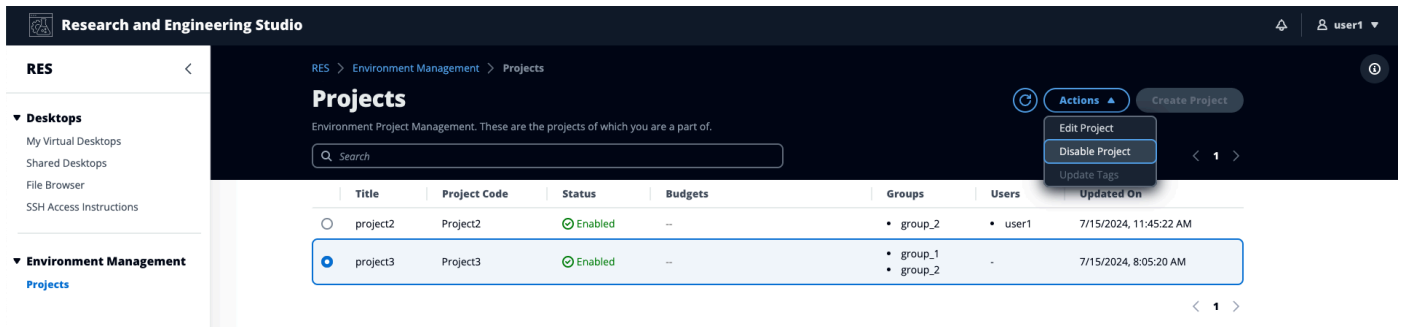 Research and Engineering Studio
user1
RES
RES > Environment Management > Projects
Projects
Actions
Create Project
Environment Project Management. These are the projects of which you are a part of.
Edit Project
Disable Project
Update Tags
Search
< 1 >
Desktops
My Virtual Desktops
Shared Desktops
File Browser
SSH Access Instructions
Environment Management
Projects
Title Project Code Status Budgets Groups Users Updated On
project2 Project2 Enabled -- • group_2 • user1 7/15/2024, 11:45:22 AM
project3 Project3 Enabled -- • group_1 • group_2 - 7/15/2024, 8:05:20 AM
< 1 >